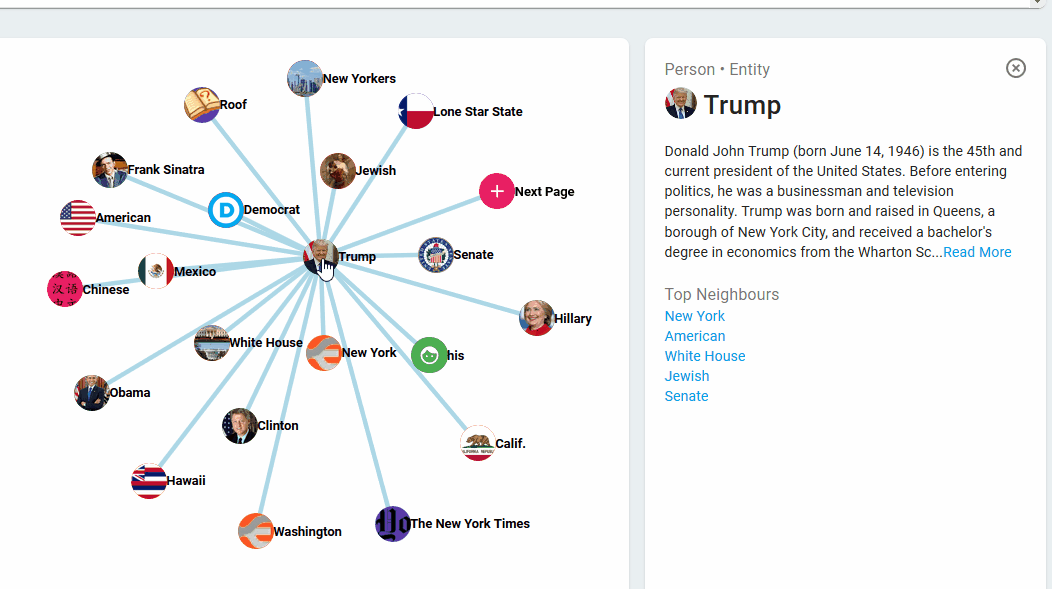 New Yorkers
Roof
Lone Star State
Frank Sinatra
Jewish
Next Page
American
D
Democrat
Trump
Senate
Mexico
汉语
Chinese
Hillary
White House
New York
his
Obama
Clinton
Calif.
Hawaii
Washington
The New York Times
Person • Entity
Trump
Donald John Trump (born June 14, 1946) is the 45th and
current president of the United States. Before entering
politics, he was a businessman and television
personality. Trump was born and raised in Queens, a
borough of New York City, and received a bachelor's
degree in economics from the Wharton Sc...Read More
Top Neighbours
New York
American
White House
Jewish
Senate